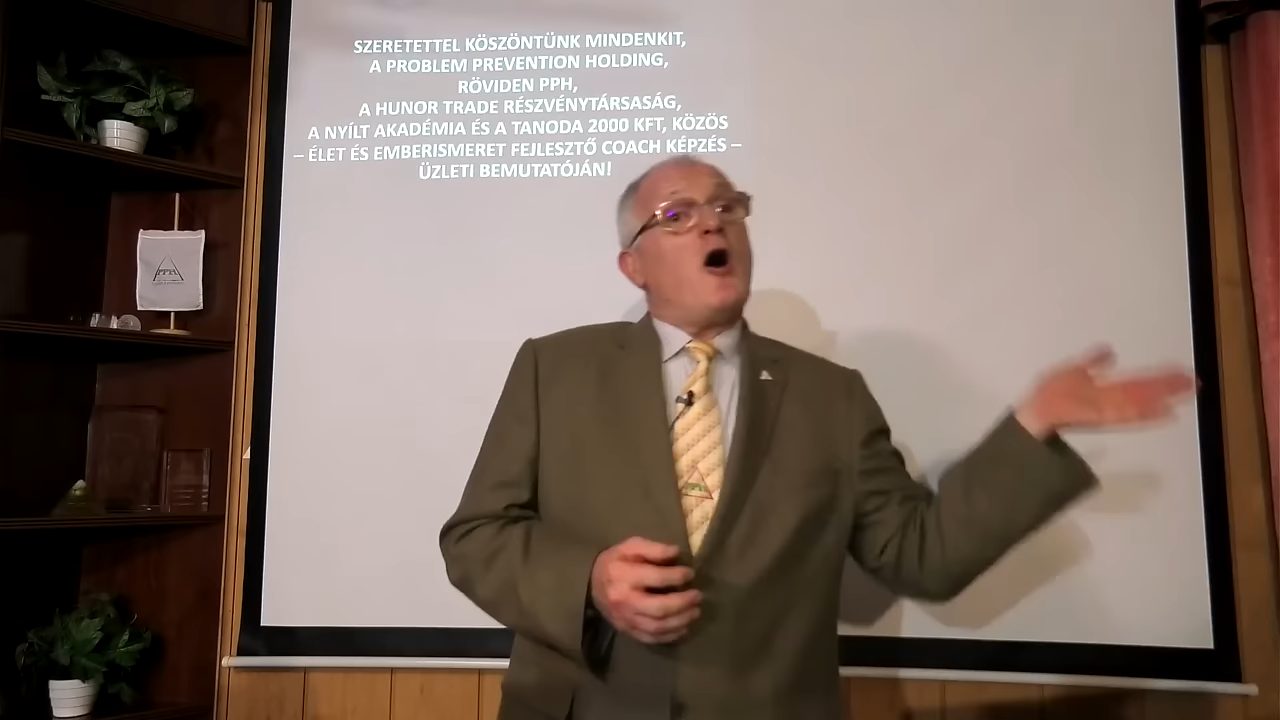 SZERETETTEL KÖSZÖNTÜNK MINDENKIT,
A PROBLEM PREVENTION HOLDING,
RÖVIDEN PPH,
A HUNOR TRADE RÉSZVÉNYTÁRSASÁG,
A NYÍLT AKADÉMIA ÉS A TANODA 2000 KFT, KÖZÖS
– ÉLET ÉS EMBERISMERET FEJLESZTŐ COACH KÉPZÉS –
ÜZLETI BEMUTATÓJÁN!
PPH